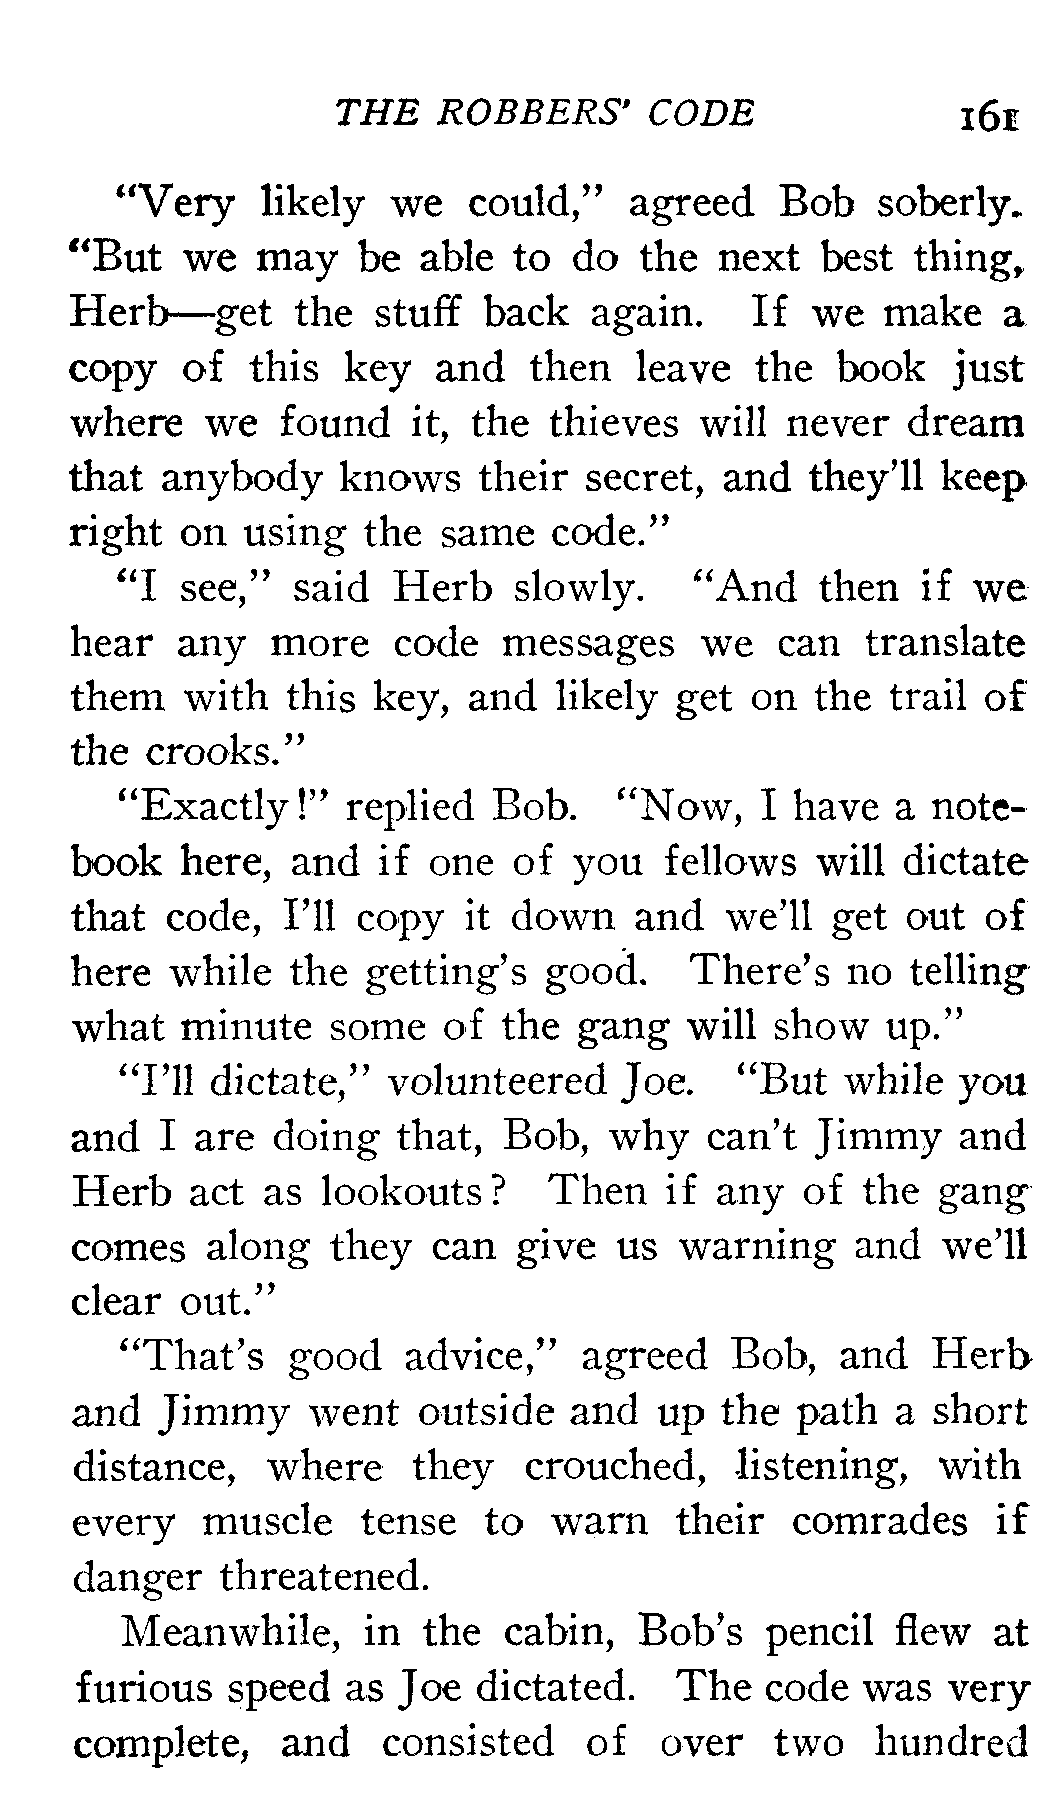 THE ROBBERS' CODE 161
"Very likely we could," agreed Bob soberly.
"But we may be able to do the next best thing,
Herb—get the stuff back again. If we make a
copy of this key and then leave the book just
where we found it, the thieves will never dream
that anybody knows their secret, and they'll keep
right on using the same code."
"I see," said Herb slowly. "And then if we
hear any more code messages we can translate
them with this key, and likely get on the trail of
the crooks."
"Exactly!" replied Bob. "Now, I have a note-
book here, and if one of you fellows will dictate
that code, I'll copy it down and we'll get out of
here while the getting's good. There's no telling
what minute some of the gang will show up."
"I'll dictate," volunteered Joe. "But while you
and I are doing that, Bob, why can't Jimmy and
Herb act as lookouts? Then if any of the gang
comes along they can give us warning and we'll
clear out."
"That's good advice," agreed Bob, and Herb
and Jimmy went outside and up the path a short
distance, where they crouched, listening, with
every muscle tense to warn their comrades if
danger threatened.
Meanwhile, in the cabin, Bob's pencil flew at
furious speed as Joe dictated. The code was very
complete, and consisted of over two hundred